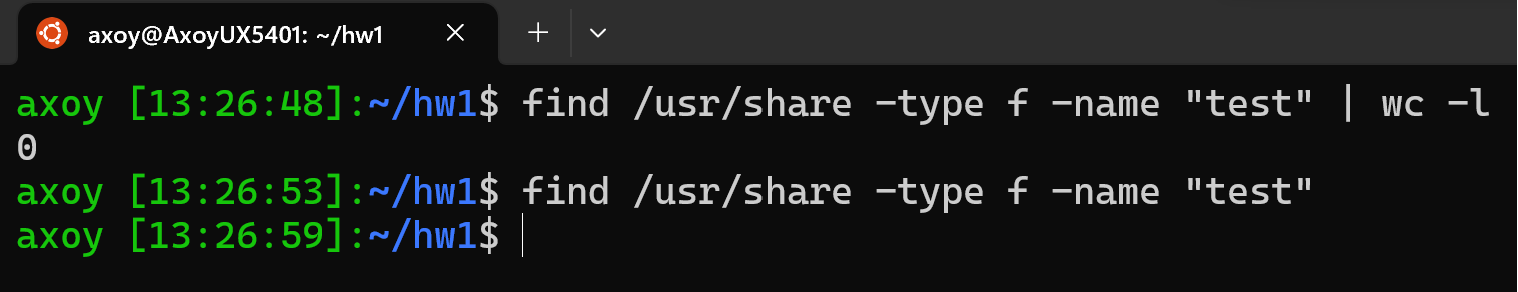 axoy@AxoyUX5401: ~/hw1
axoy [13:26:48]:~/hw1$ find /usr/share -type f -name "test" | wc -l
0
axoy [13:26:53]:~/hw1$ find /usr/share -type f -name "test"
axoy [13:26:59]:~/hw1$